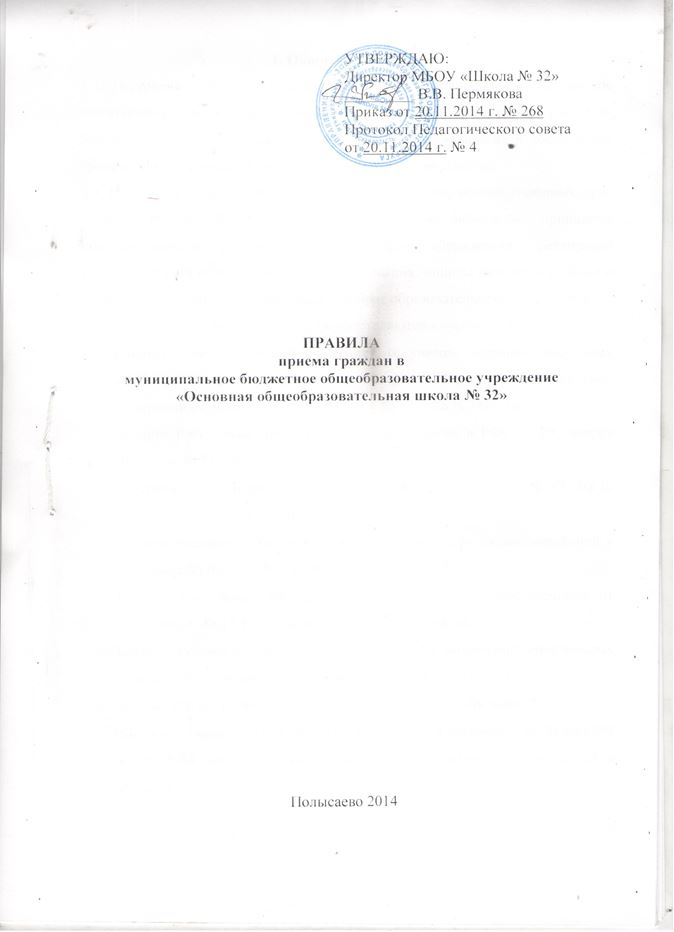 УТВЕРЖДАЮ:
Директор МБОУ «Школа № 32»
В.В. Пермякова
Приказ от 20.11.2014 г. № 268
Протокол Педагогического совета
от 20.11.2014 г. № 4
ПРАВИЛА
приема граждан в
муниципальное бюджетное общеобразовательное учреждение
«Основная общеобразовательная школа № 32»
Полысаево 2014